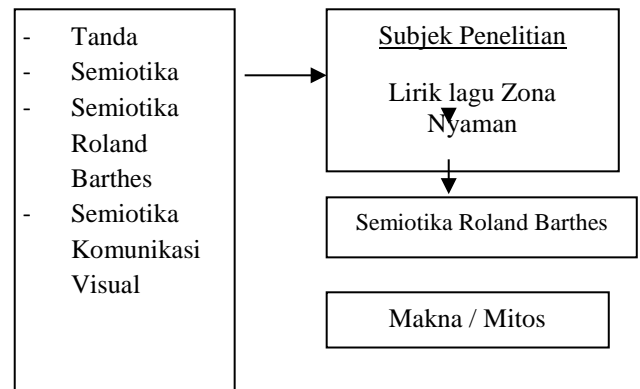 - Tanda
- Semiotika
- Semiotika
Roland
Barthes
- Semiotika
Komunikasi
Visual
Subjek Penelitian
Lirik lagu Zona
Nyaman
Semiotika Roland Barthes
Makna / Mitos